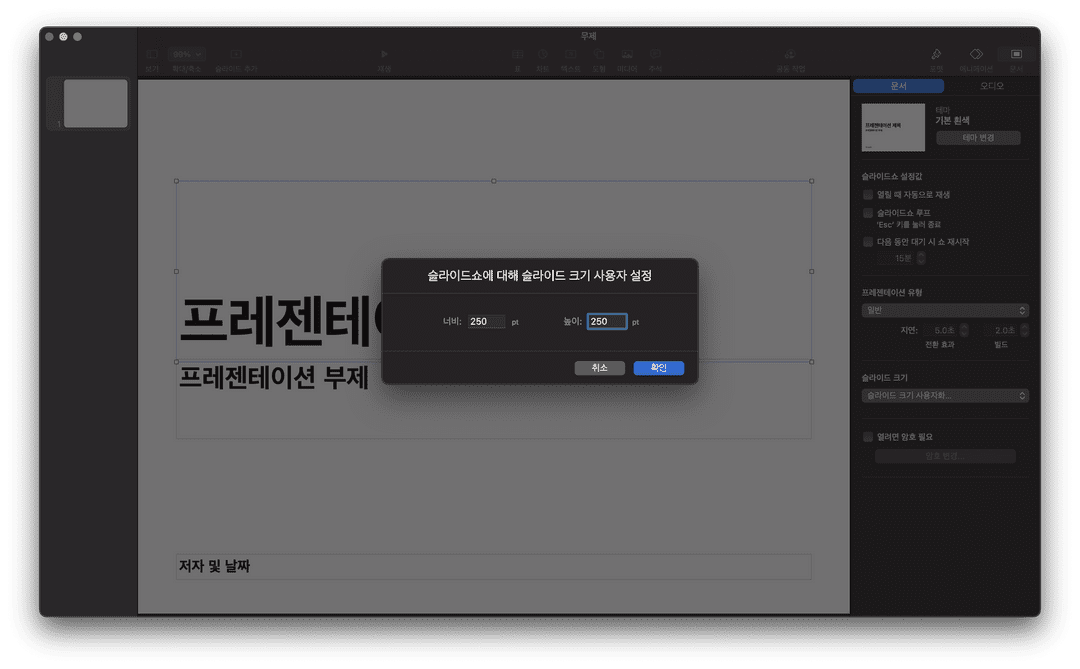 무제
98%
보기
확대/축소
슬라이드 추가
재생
표
차트
텍스트
도형
미디어
주석
공동 작업
포맷
애니메이션
문서
1
문서
오디오
테마
기본 흰색
테마 변경
슬라이드쇼 설정값
열릴 때 자동으로 재생
슬라이드쇼 루프
'Esc' 키를 눌러 종료
다음 동안 대기 시 쇼 재시작
15분
프레젠테이션 유형
일반
지연: 5.0초 2.0초
전환 효과 빌드
슬라이드 크기
슬라이드 크기 사용자화...
열려면 암호 필요
암호 변경...
슬라이드쇼에 대해 슬라이드 크기 사용자 설정
너비: 250 pt 높이: 250 pt
취소 확인
프레젠테이
프레젠테이션 부제
저자 및 날짜